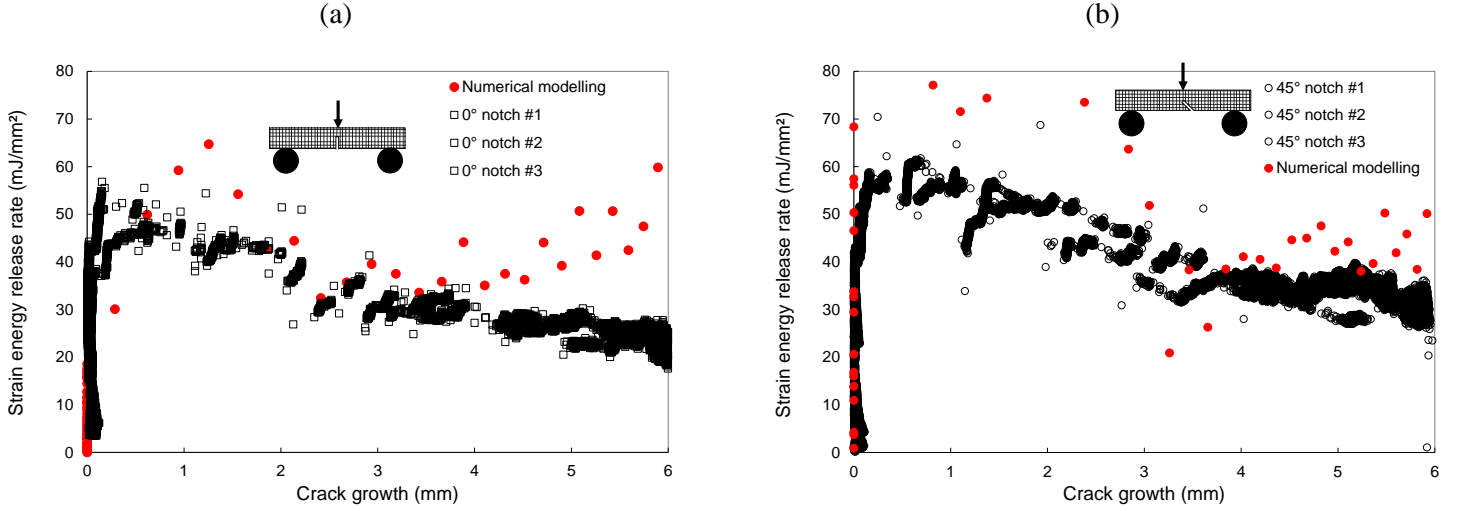 (a)
(b)
80
70
60
50
40
30
20
10
0
0 1 2 3 4 5 6
Strain energy release rate (mJ/mm²)
Crack growth (mm)
Numerical modelling
0° notch #1
0° notch #2
0° notch #3
80
70
60
50
40
30
20
10
0
0 1 2 3 4 5 6
Strain energy release rate (mJ/mm²)
Crack growth (mm)
45° notch #1
45° notch #2
45° notch #3
Numerical modelling